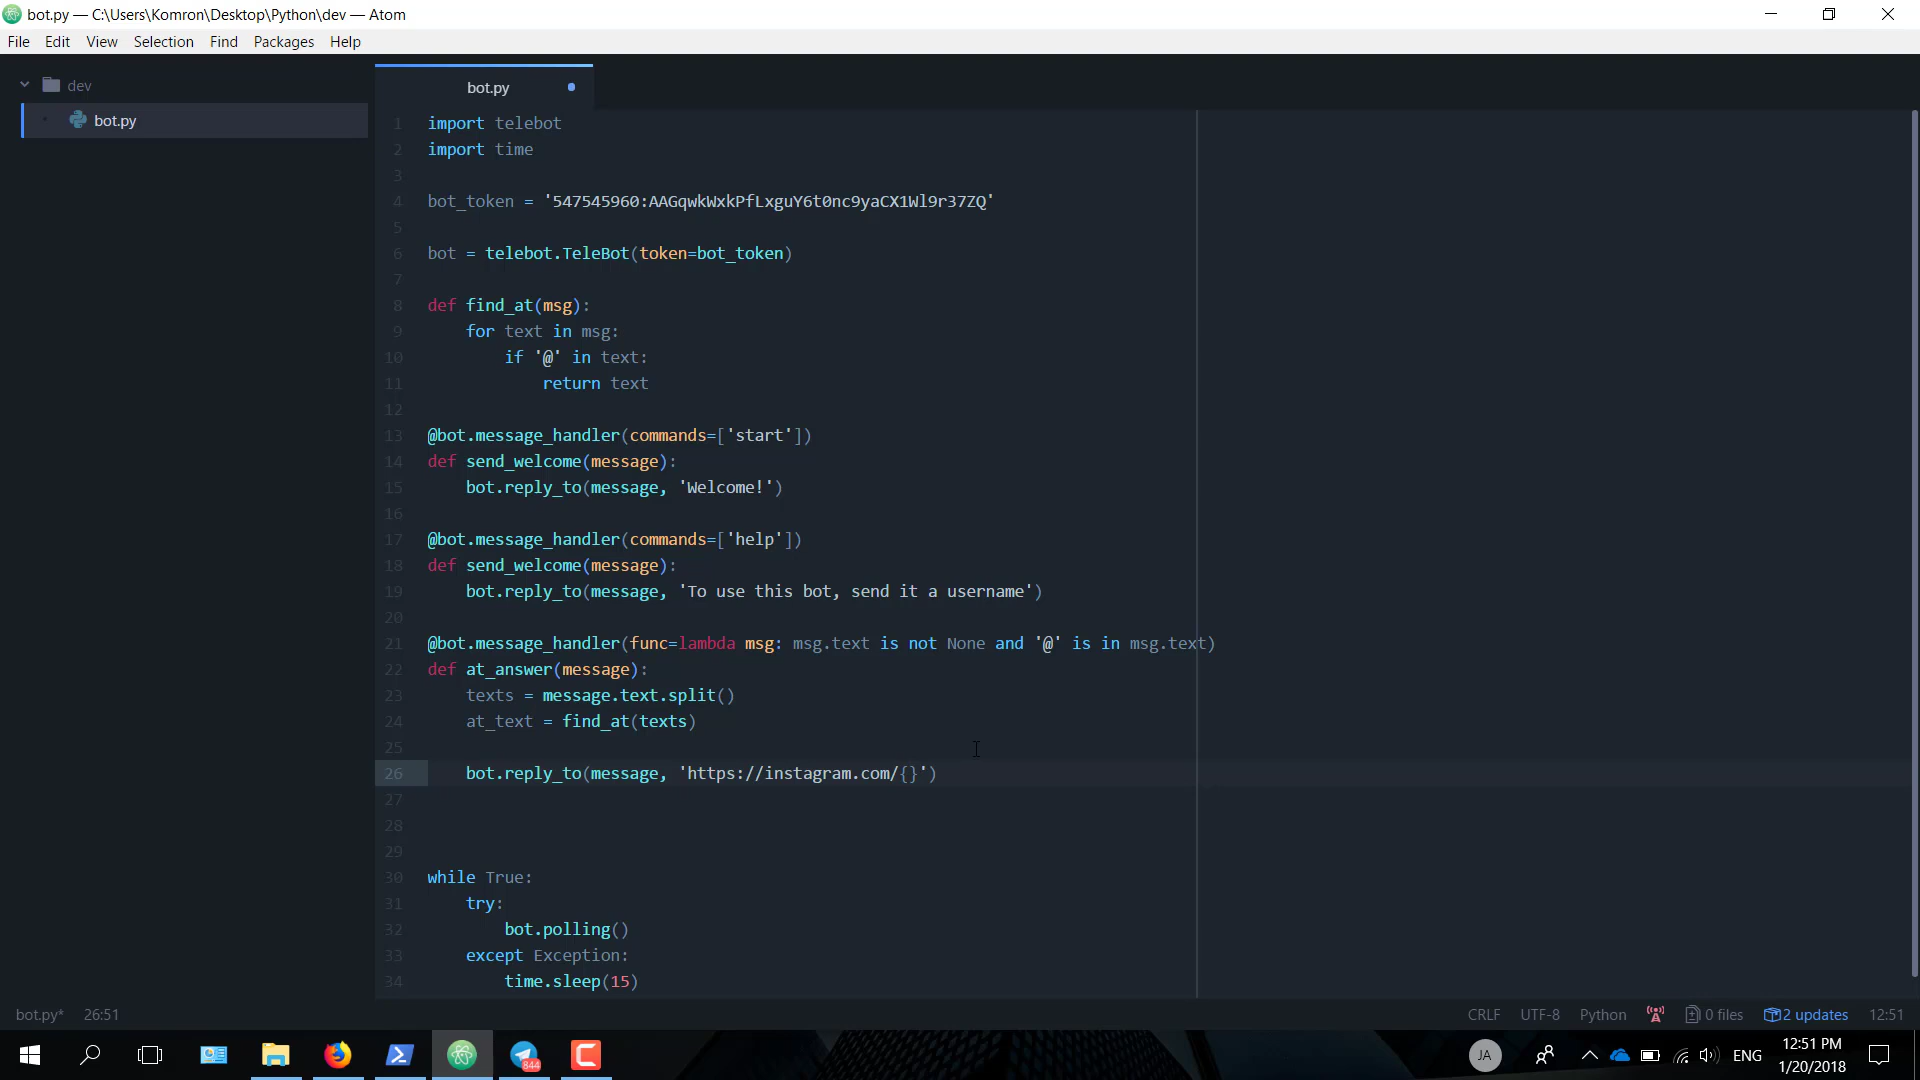 bot.py — C:\Users\Komron\Desktop\Python\dev — Atom
File Edit View Selection Find Packages Help
dev
bot.py
bot.py
1 import telebot
2 import time
3
4 bot_token = '547545960:AAGqwkWxkPfLxguY6t0nc9yaCX1Wl9r37ZQ'
5
6 bot = telebot.TeleBot(token=bot_token)
7
8 def find_at(msg):
9     for text in msg:
10         if '@' in text:
11             return text
12
13 @bot.message_handler(commands=['start'])
14 def send_welcome(message):
15     bot.reply_to(message, 'Welcome!')
16
17 @bot.message_handler(commands=['help'])
18 def send_welcome(message):
19     bot.reply_to(message, 'To use this bot, send it a username')
20
21 @bot.message_handler(func=lambda msg: msg.text is not None and '@' is in msg.text)
22 def at_answer(message):
23     texts = message.text.split()
24     at_text = find_at(texts)
25
26     bot.reply_to(message, 'https://instagram.com/{}')
27
28
29
30 while True:
31     try:
32         bot.polling()
33     except Exception:
34         time.sleep(15)
bot.py* 26:51 CRLF UTF-8 Python 0 files 2 updates 12:51
844 JA ENG 12:51 PM
1/20/2018